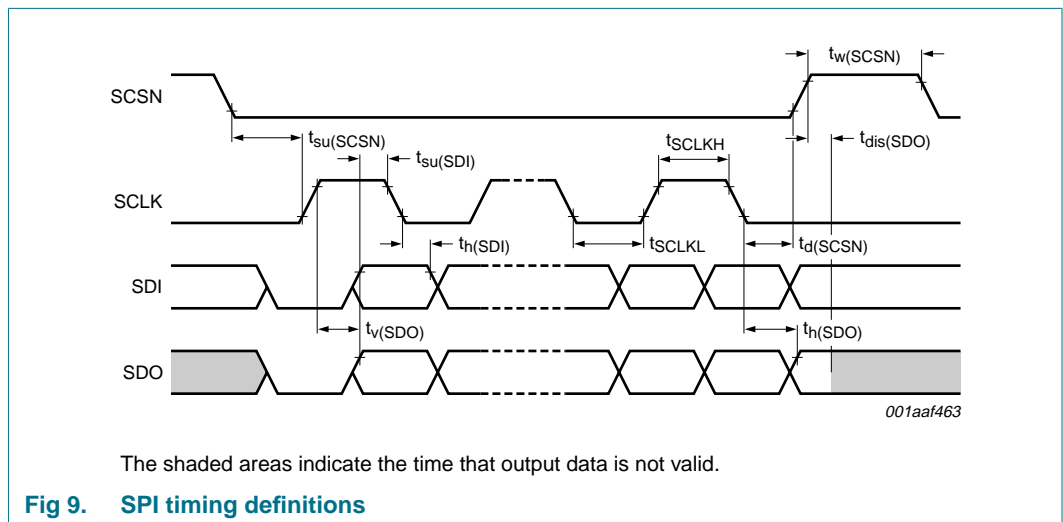 tw(SCSN)
SCSN
tsu(SCSN)
tsu(SDI)
tSCLKH
tdis(SDO)
SCLK
th(SDI)
tSCLKL
td(SCSN)
SDI
tv(SDO)
th(SDO)
SDO
001aaf463
The shaded areas indicate the time that output data is not valid.
Fig 9. SPI timing definitions